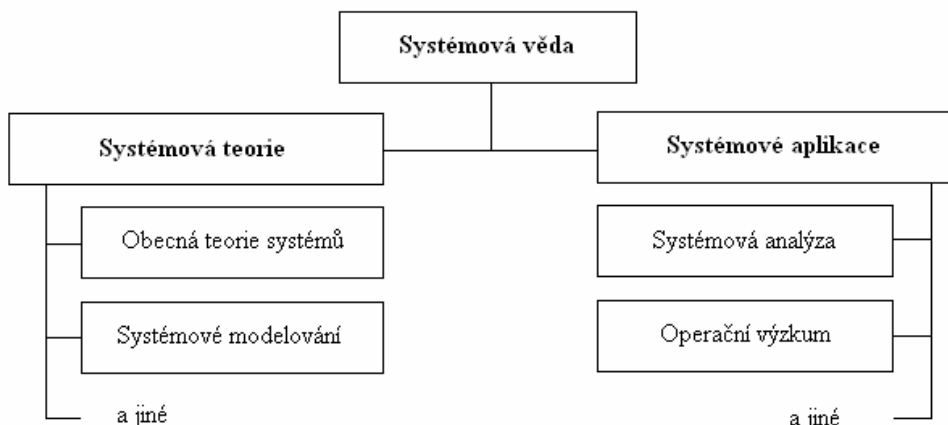 Systémová věda
Systémová teorie
Systémové aplikace
Obecná teorie systémů
Systémová analýza
Systémové modelování
Operační výzkum
a jiné
a jiné